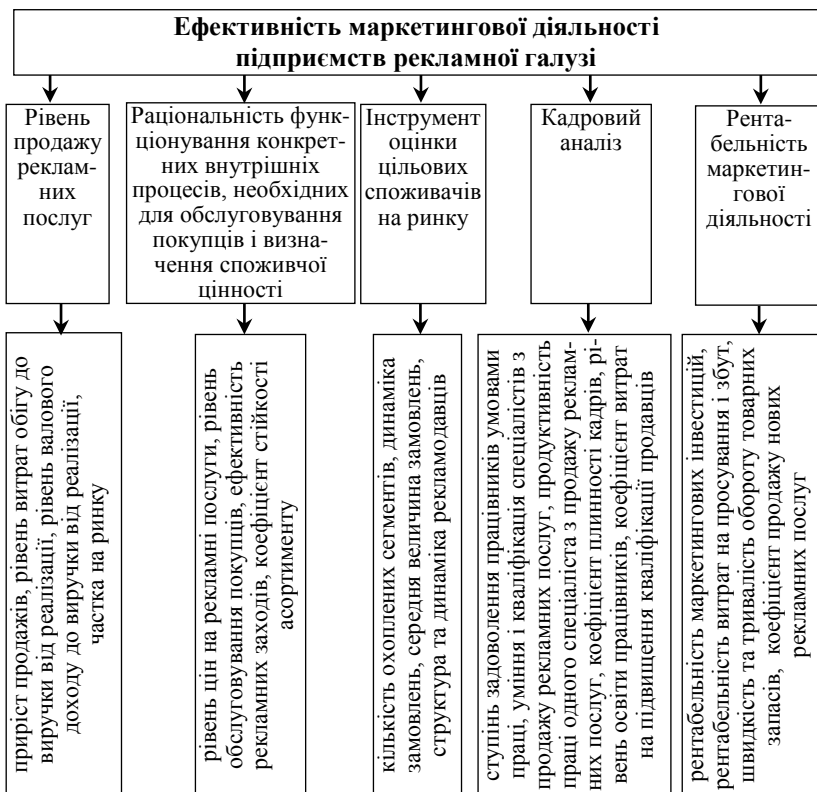 Ефективність маркетингової діяльності
підприємств рекламної галузі
Рівень
продажу
реклам-
них
послуг
Раціональність функ-
ціонування конкрет-
них внутрішніх
процесів, необхідних
для обслуговування
покупців і визна-
чення споживчої
цінності
Інструмент
оцінки
цільових
споживачів
на ринку
Кадровий
аналіз
Рента-
бельність
маркетин-
гової
діяльності
приріст продажів, рівень витрат обігу до
виручки від реалізації, рівень валового
доходу до виручки від реалізації,
частка на ринку
рівень цін на рекламні послуги, рівень
обслуговування покупців, ефективність
рекламних заходів, коефіцієнт стійкості
асортименту
кількість охоплених сегментів, динаміка
замовлень, середня величина замовлень,
структура та динаміка рекламодавців
ступінь задоволення працівників умовами
праці, уміння і кваліфікація спеціалістів з
продажу рекламних послуг, продуктивність
праці одного спеціаліста з продажу реклам-
них послуг, коефіцієнт плинності кадрів, рі-
вень освіти працівників, коефіцієнт витрат
на підвищення кваліфікації продавців
рентабельність маркетингових інвестицій,
рентабельність витрат на просування і збут,
швидкість та тривалість обороту товарних
запасів, коефіцієнт продажу нових
рекламних послуг